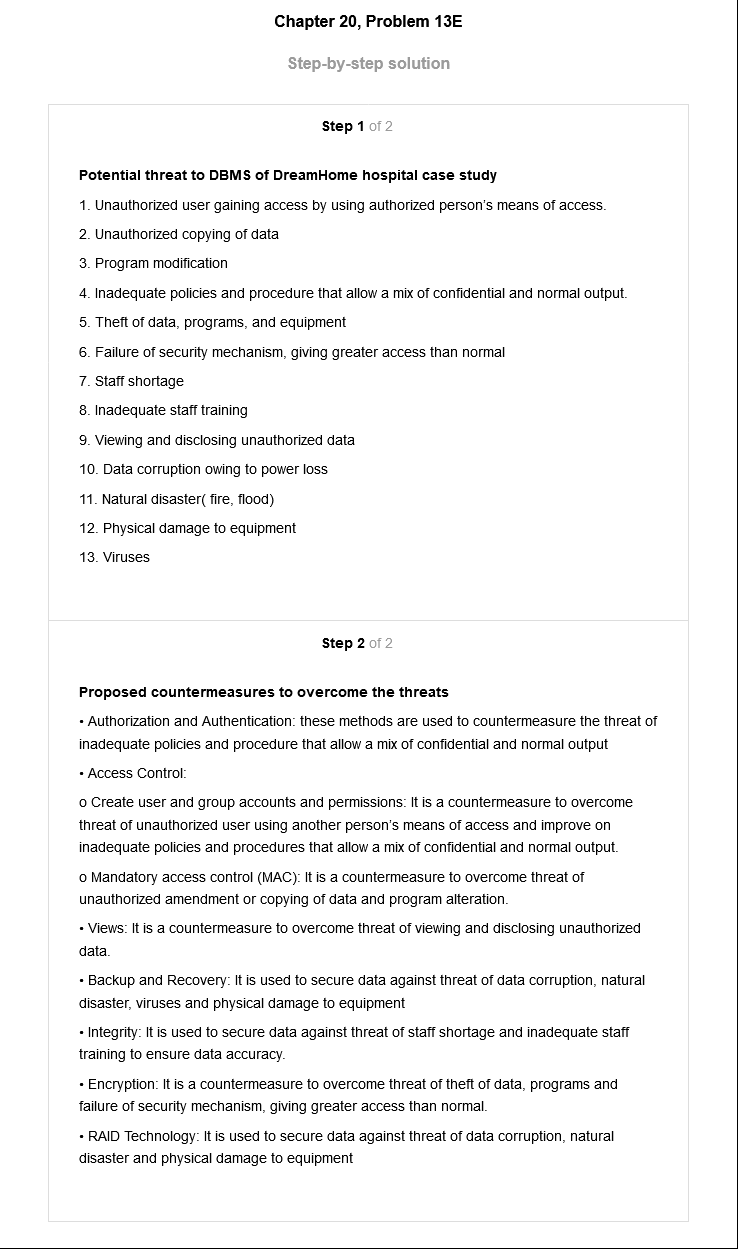 Chapter 20, Problem 13E
Step-by-step solution
Step 1 of 2
Potential threat to DBMS of DreamHome hospital case study
1. Unauthorized user gaining access by using authorized person's means of access.
2. Unauthorized copying of data
3. Program modification
4. Inadequate policies and procedure that allow a mix of confidential and normal output.
5. Theft of data, programs, and equipment
6. Failure of security mechanism, giving greater access than normal
7. Staff shortage
8. Inadequate staff training
9. Viewing and disclosing unauthorized data
10. Data corruption owing to power loss
11. Natural disaster( fire, flood)
12. Physical damage to equipment
13. Viruses
Step 2 of 2
Proposed countermeasures to overcome the threats
• Authorization and Authentication: these methods are used to countermeasure the threat of
inadequate policies and procedure that allow a mix of confidential and normal output
• Access Control:
o Create user and group accounts and permissions: It is a countermeasure to overcome
threat of unauthorized user using another person's means of access and improve on
inadequate policies and procedures that allow a mix of confidential and normal output.
o Mandatory access control (MAC): It is a countermeasure to overcome threat of
unauthorized amendment or copying of data and program alteration.
• Views: It is a countermeasure to overcome threat of viewing and disclosing unauthorized
data.
• Backup and Recovery: It is used to secure data against threat of data corruption, natural
disaster, viruses and physical damage to equipment
• Integrity: It is used to secure data against threat of staff shortage and inadequate staff
training to ensure data accuracy.
• Encryption: It is a countermeasure to overcome threat of theft of data, programs and
failure of security mechanism, giving greater access than normal.
• RAID Technology: It is used to secure data against threat of data corruption, natural
disaster and physical damage to equipment